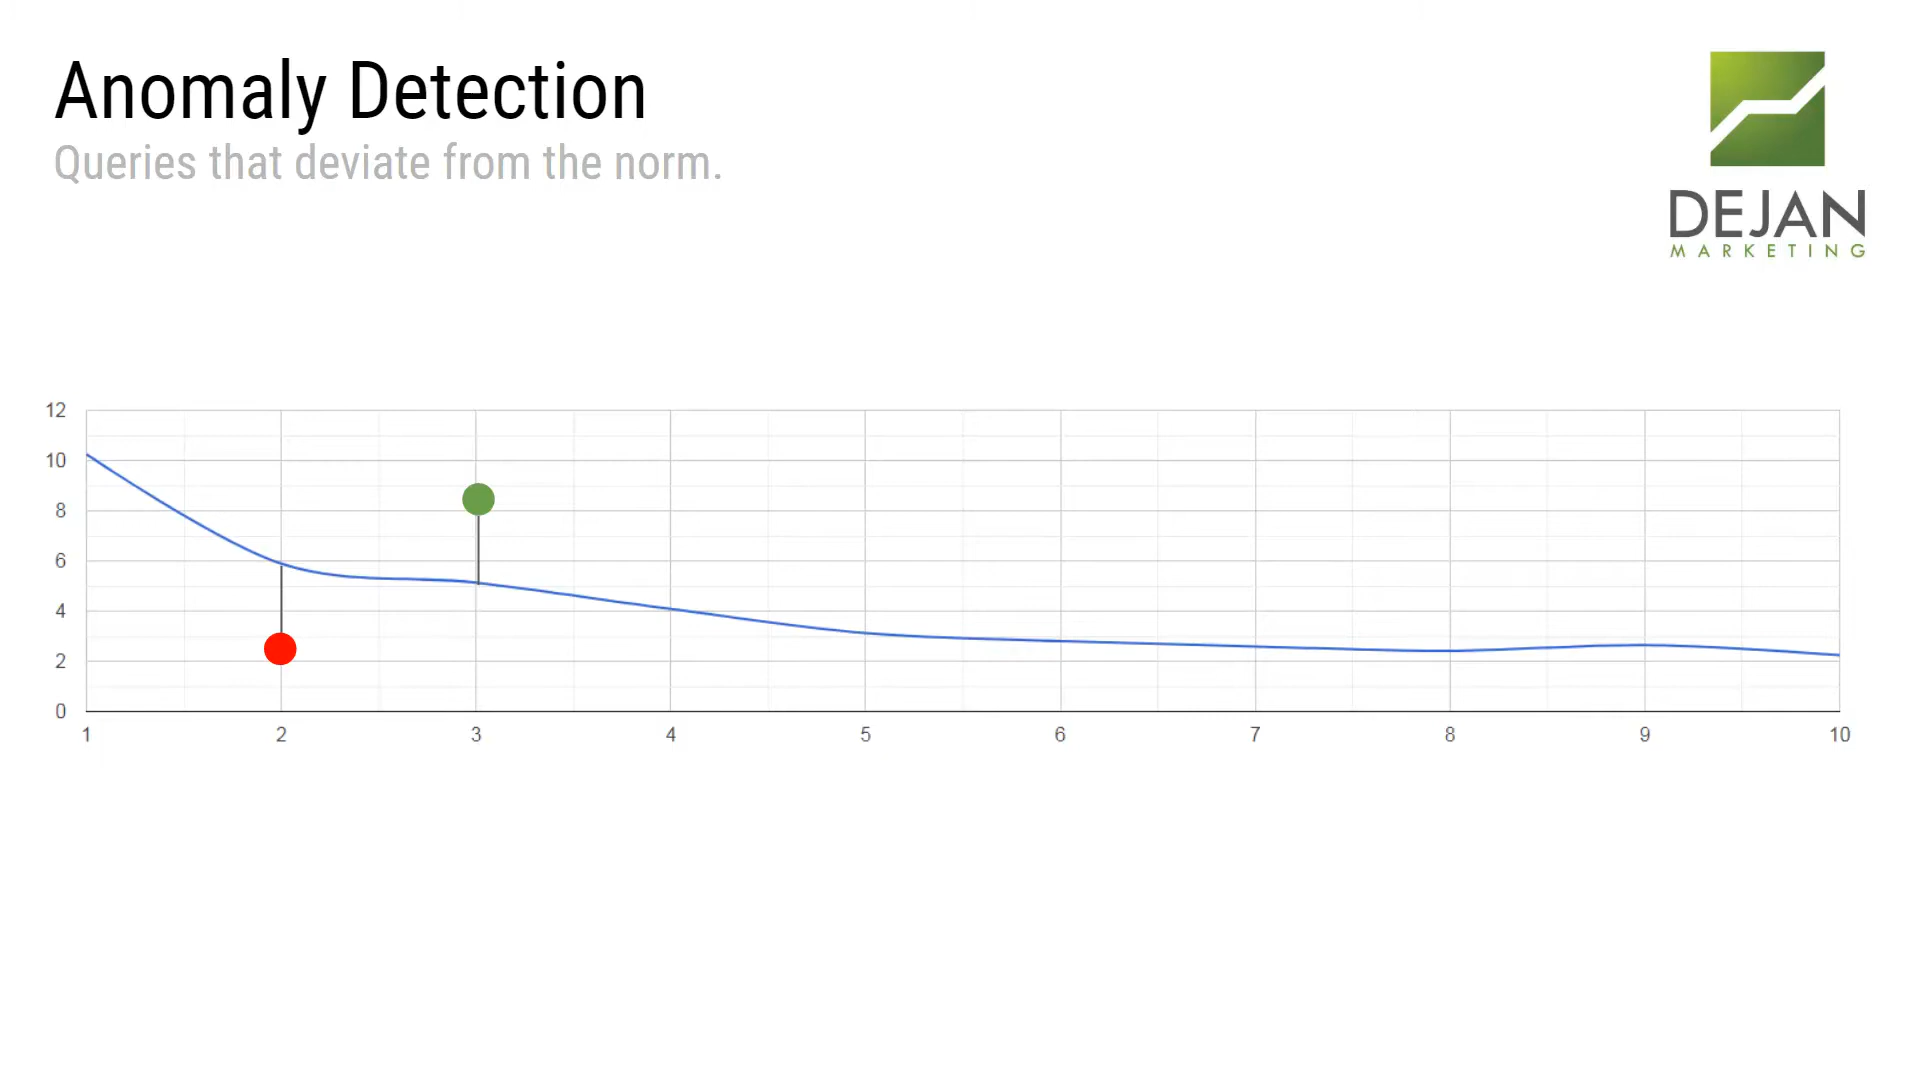 Anomaly Detection
Queries that deviate from the norm.
DEJAN
MARKETING
12
10
8
6
4
2
0
1 2 3 4 5 6 7 8 9 10